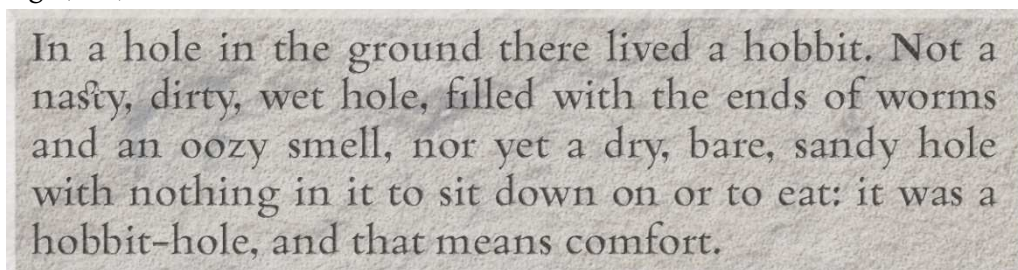 In a hole in the ground there lived a hobbit. Not a
nasty, dirty, wet hole, filled with the ends of worms
and an oozy smell, nor yet a dry, bare, sandy hole
with nothing in it to sit down on or to eat: it was a
hobbit-hole, and that means comfort.